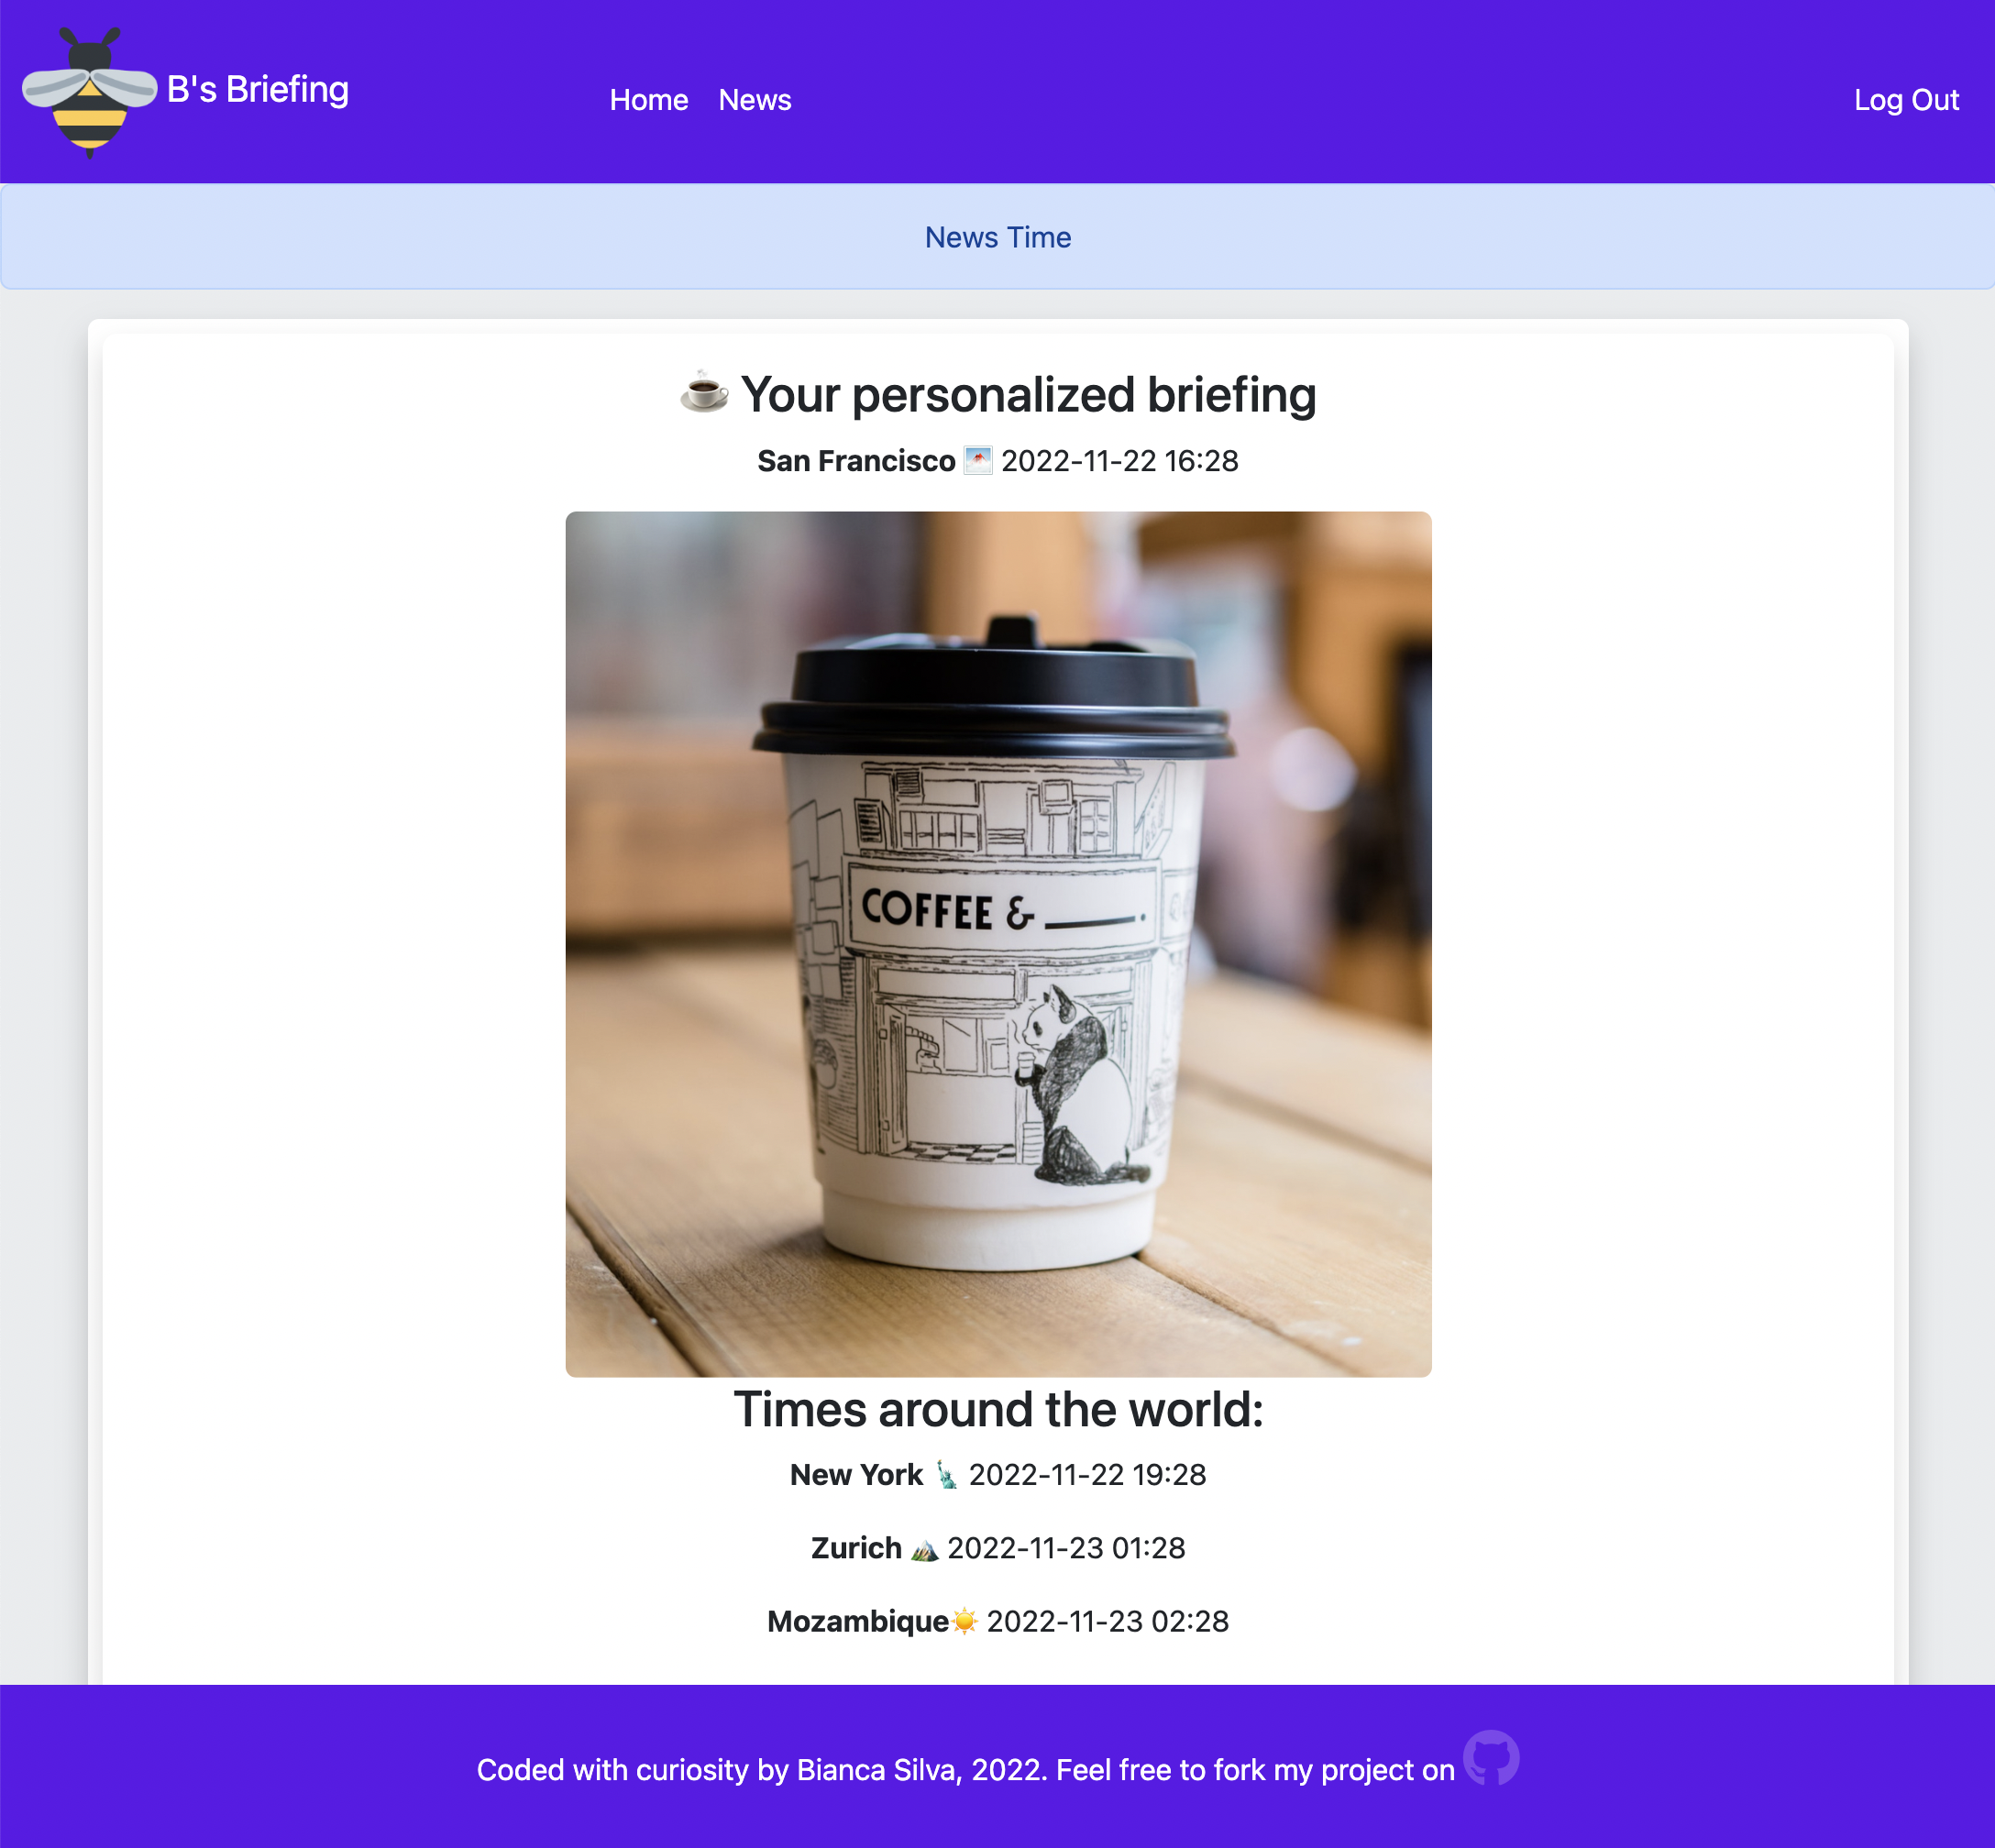 B's Briefing
Home
News
Log Out
News Time
☕ Your personalized briefing
San Francisco 🌁 2022-11-22 16:28
COFFEE & ______.
Times around the world:
New York 🗽 2022-11-22 19:28
Zurich ⛰️ 2022-11-23 01:28
Mozambique☀️ 2022-11-23 02:28
Coded with curiosity by Bianca Silva, 2022. Feel free to fork my project on